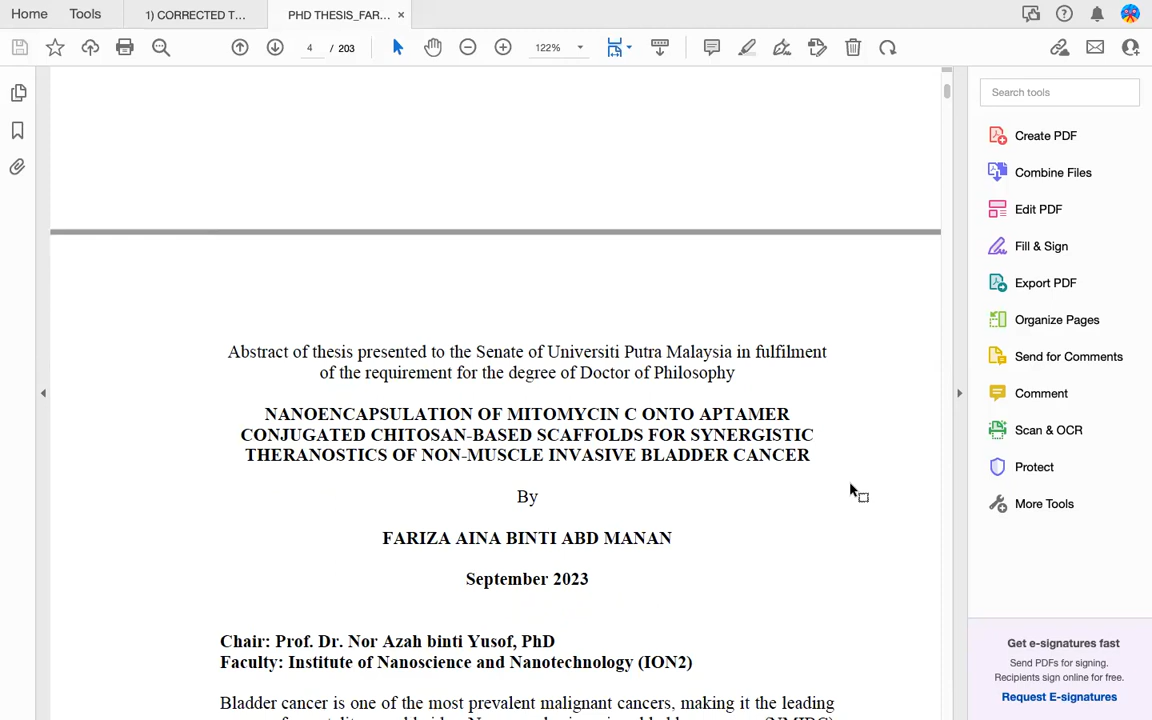 Home Tools 1) CORRECTED T... PHD THESIS_FAR... ×
4 / 203 122%
Search tools
Create PDF
Combine Files
Edit PDF
Fill & Sign
Export PDF
Organize Pages
Send for Comments
Comment
Scan & OCR
Protect
More Tools
Get e-signatures fast
Send PDFs for signing.
Recipients sign online for free.
Request E-signatures
Abstract of thesis presented to the Senate of Universiti Putra Malaysia in fulfilment
of the requirement for the degree of Doctor of Philosophy
NANOENCAPSULATION OF MITOMYCIN C ONTO APTAMER
CONJUGATED CHITOSAN-BASED SCAFFOLDS FOR SYNERGISTIC
THERANOSTICS OF NON-MUSCLE INVASIVE BLADDER CANCER
By
FARIZA AINA BINTI ABD MANAN
September 2023
Chair: Prof. Dr. Nor Azah binti Yusof, PhD
Faculty: Institute of Nanoscience and Nanotechnology (ION2)
Bladder cancer is one of the most prevalent malignant cancers, making it the leading